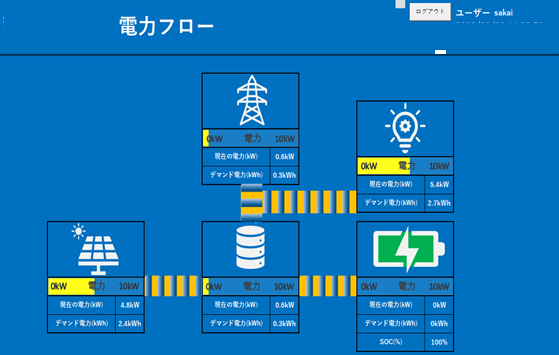 電力フロー
ログアウト
ユーザー sakai
0kW 電力 10kW
現在の電力(kW) 0.6kW
デマンド電力(kWh) 0.3kWh
0kW 電力 10kW
現在の電力(kW) 5.4kW
デマンド電力(kWh) 2.7kWh
0kW 電力 10kW
現在の電力(kW) 4.8kW
デマンド電力(kWh) 2.4kWh
0kW 電力 10kW
現在の電力(kW) 0.6kW
デマンド電力(kWh) 0.3kWh
0kW 電力 10kW
現在の電力(kW) 0kW
デマンド電力(kWh) 0kWh
SOC(%) 100%